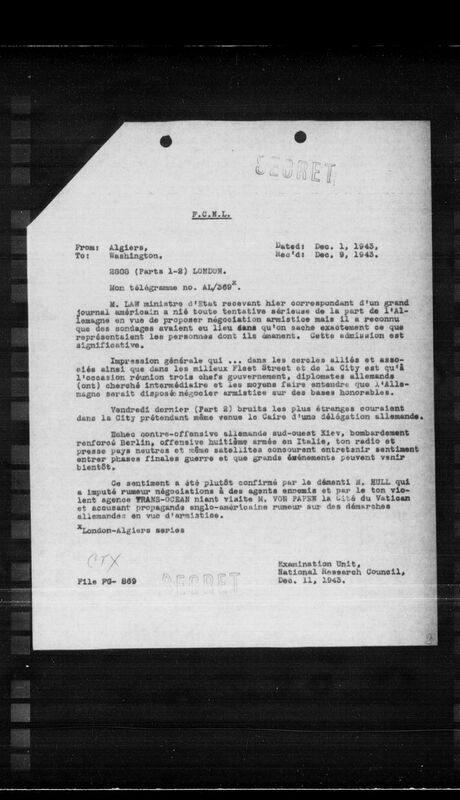 SECRET
F.C.N.L.
From: Algiers, Dated: Dec. 1, 1943,
To: Washington. Rec'd: Dec. 9, 1943.
ZGGG (Parts 1-2) LONDON.
Mon télégramme no. AL/369x.
M. LAW ministre d'Etat recevant hier correspondant d'un grand
journal américain a nié toute tentative sérieuse de la part de l'Al-
lemagne en vue de proposer négociation armistice mais il a reconnu
que des sondages avaient eu lieu dans qu'on sache exactement ce que
représentaient les personnes dont ils émanent. Cette admission est
significative.
Impression générale qui ... dans les cercles alliés et asso-
ciés ainsi que dans les milieux Fleet Street et de la City est qu'à
l'occasion réunion trois chefs gouvernement, diplomates allemands
(ont) cherché intermédiaire et les moyens faire entendre que l'Alle-
magne serait disposée négocier armistice sur des bases honorables.
Vendredi dernier (Part 2) bruits les plus étranges couraient
dans la City prétendant même venue le Caire d'une délégation allemande.
Echec contre-offensive allemande sud-ouest Kiev, bombardement
renforcé Berlin, offensive huitième armée en Italie, ton radio et
presse pays neutres et même satellites concourent entretenir sentiment
entrer phases finales guerre et que grands événements peuvent venir
bientôt.
Ce sentiment a été plutôt confirmé par le démenti M. HULL qui
a imputé rumeur négociations à des agents ennemis et par le ton vio-
lent agence TRANS-OCEAN niant visite M. VON PAPEN la Cité du Vatican
et accusant propagande anglo-américaine rumeur sur des démarches
allemandes en vue d'armistice.
xLondon-Algiers series
CTX
Examination Unit,
File FG- 869 SECRET National Research Council,
Dec. 11, 1943.